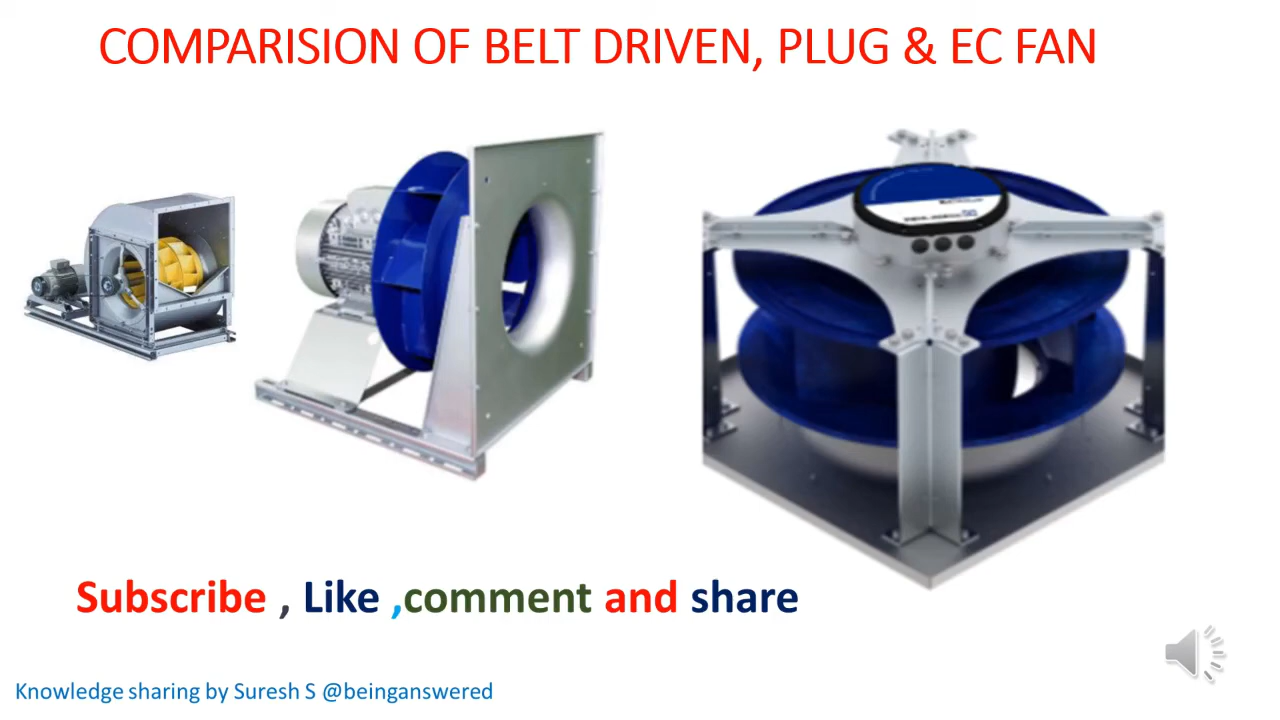 COMPARISION OF BELT DRIVEN, PLUG & EC FAN
Subscribe , Like ,comment and share
Knowledge sharing by Suresh S @beinganswered